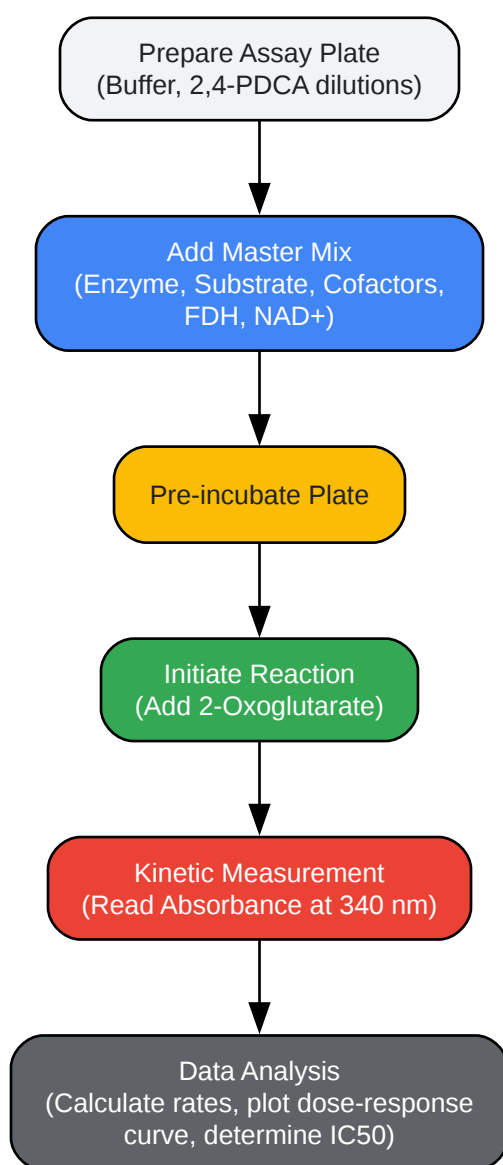 Prepare Assay Plate
(Buffer, 2,4-PDCA dilutions)
Add Master Mix
(Enzyme, Substrate, Cofactors,
FDH, NAD+)
Pre-incubate Plate
Initiate Reaction
(Add 2-Oxoglutarate)
Kinetic Measurement
(Read Absorbance at 340 nm)
Data Analysis
(Calculate rates, plot dose-response
curve, determine IC50)